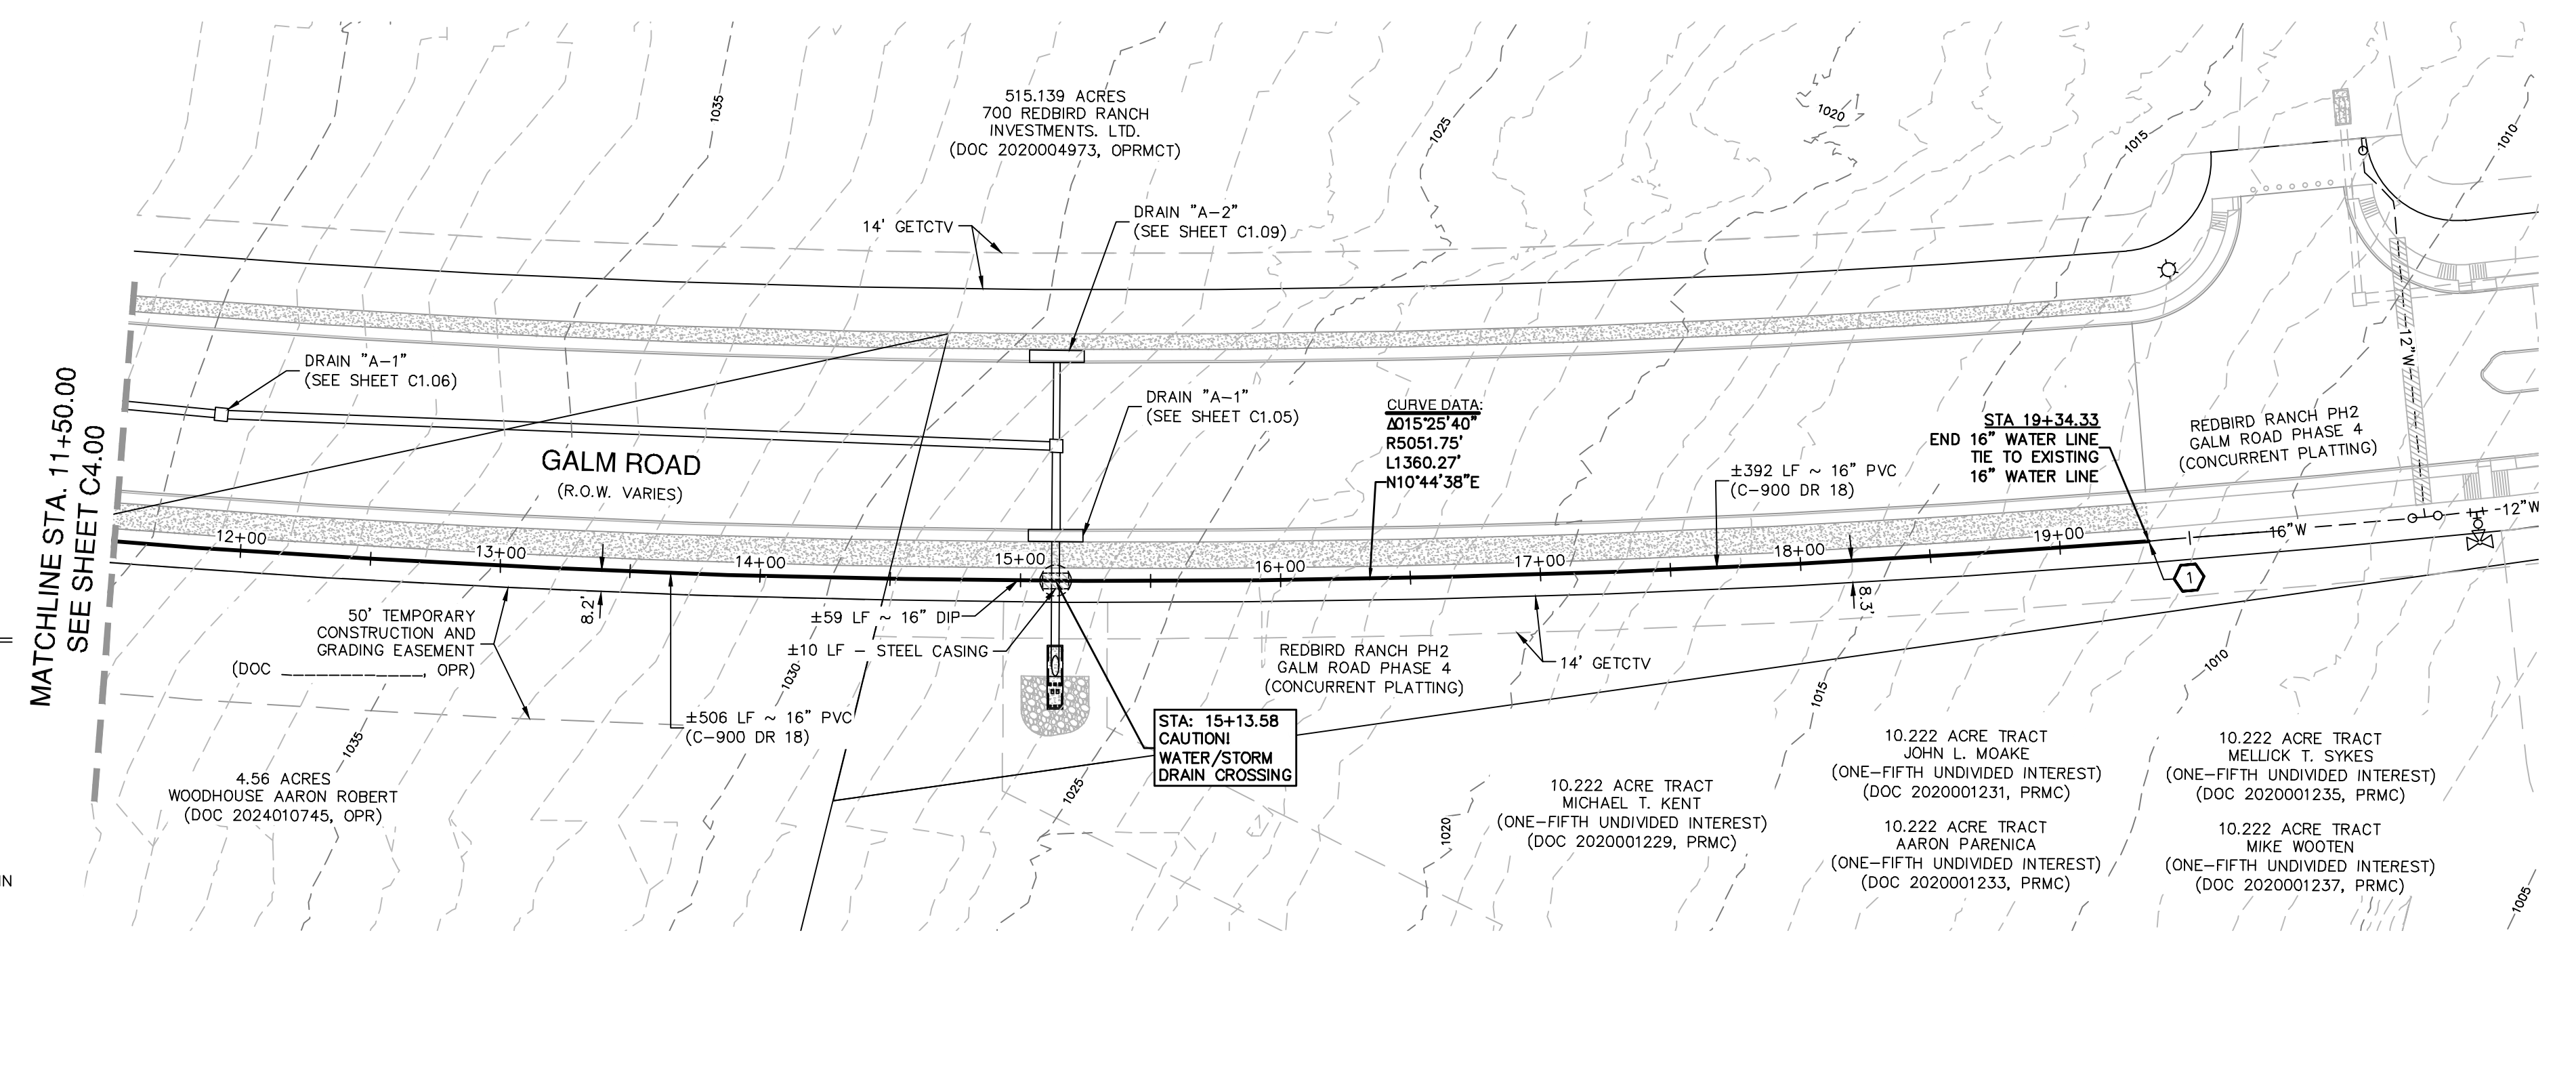 1035
515.139 ACRES
700 REDBIRD RANCH
INVESTMENTS. LTD.
(DOC 2020004973, OPRMCT)
1025
1020
1015
1010
14' GETCTV
DRAIN "A-2"
(SEE SHEET C1.09)
MATCHLINE STA. 11+50.00
SEE SHEET C4.00
DRAIN "A-1"
(SEE SHEET C1.06)
GALM ROAD
(R.O.W. VARIES)
DRAIN "A-1"
(SEE SHEET C1.05)
CURVE DATA:
Δ015°25'40"
R5051.75'
L1360.27'
N10°44'38"E
±392 LF ~ 16" PVC
(C-900 DR 18)
STA 19+34.33
END 16" WATER LINE
TIE TO EXISTING
16" WATER LINE
REDBIRD RANCH PH2
GALM ROAD PHASE 4
(CONCURRENT PLATTING)
12"W
12+00
13+00
14+00
15+00
16+00
17+00
18+00
19+00
16"W
12"W
1
50' TEMPORARY
CONSTRUCTION AND
GRADING EASEMENT
(DOC ____________, OPR)
8.2'
±59 LF ~ 16" DIP
±10 LF - STEEL CASING
1030
±506 LF ~ 16" PVC
(C-900 DR 18)
REDBIRD RANCH PH2
GALM ROAD PHASE 4
(CONCURRENT PLATTING)
14' GETCTV
8.3'
STA: 15+13.58
CAUTION!
WATER/STORM
DRAIN CROSSING
1035
1025
1020
1015
1010
1005
4.56 ACRES
WOODHOUSE AARON ROBERT
(DOC 2024010745, OPR)
10.222 ACRE TRACT
MICHAEL T. KENT
(ONE-FIFTH UNDIVIDED INTEREST)
(DOC 2020001229, PRMC)
10.222 ACRE TRACT
JOHN L. MOAKE
(ONE-FIFTH UNDIVIDED INTEREST)
(DOC 2020001231, PRMC)
10.222 ACRE TRACT
AARON PARENICA
(ONE-FIFTH UNDIVIDED INTEREST)
(DOC 2020001233, PRMC)
10.222 ACRE TRACT
MELLICK T. SYKES
(ONE-FIFTH UNDIVIDED INTEREST)
(DOC 2020001235, PRMC)
10.222 ACRE TRACT
MIKE WOOTEN
(ONE-FIFTH UNDIVIDED INTEREST)
(DOC 2020001237, PRMC)